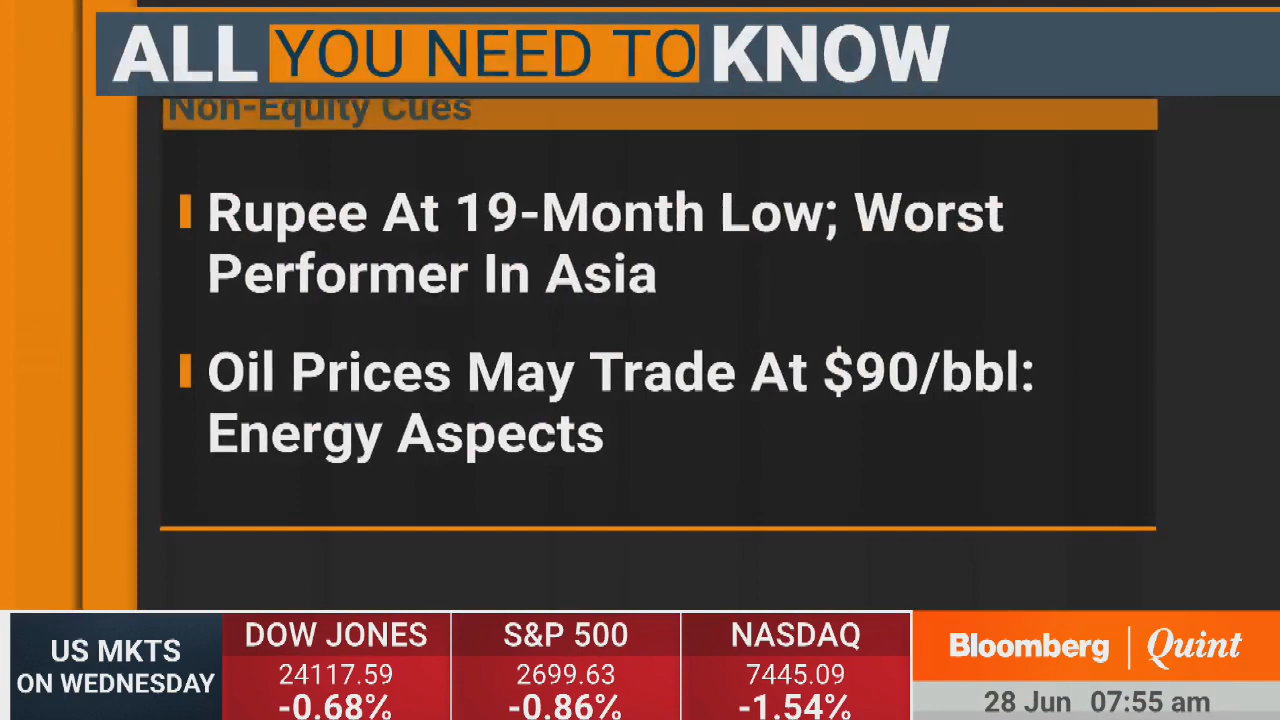 ALL YOU NEED TO KNOW
Non-Equity Cues
Rupee At 19-Month Low; Worst
Performer In Asia
Oil Prices May Trade At $90/bbl:
Energy Aspects
US MKTS
ON WEDNESDAY
DOW JONES
24117.59
-0.68%
S&P 500
2699.63
-0.86%
NASDAQ
7445.09
-1.54%
Bloomberg | Quint
28 Jun 07:55 am